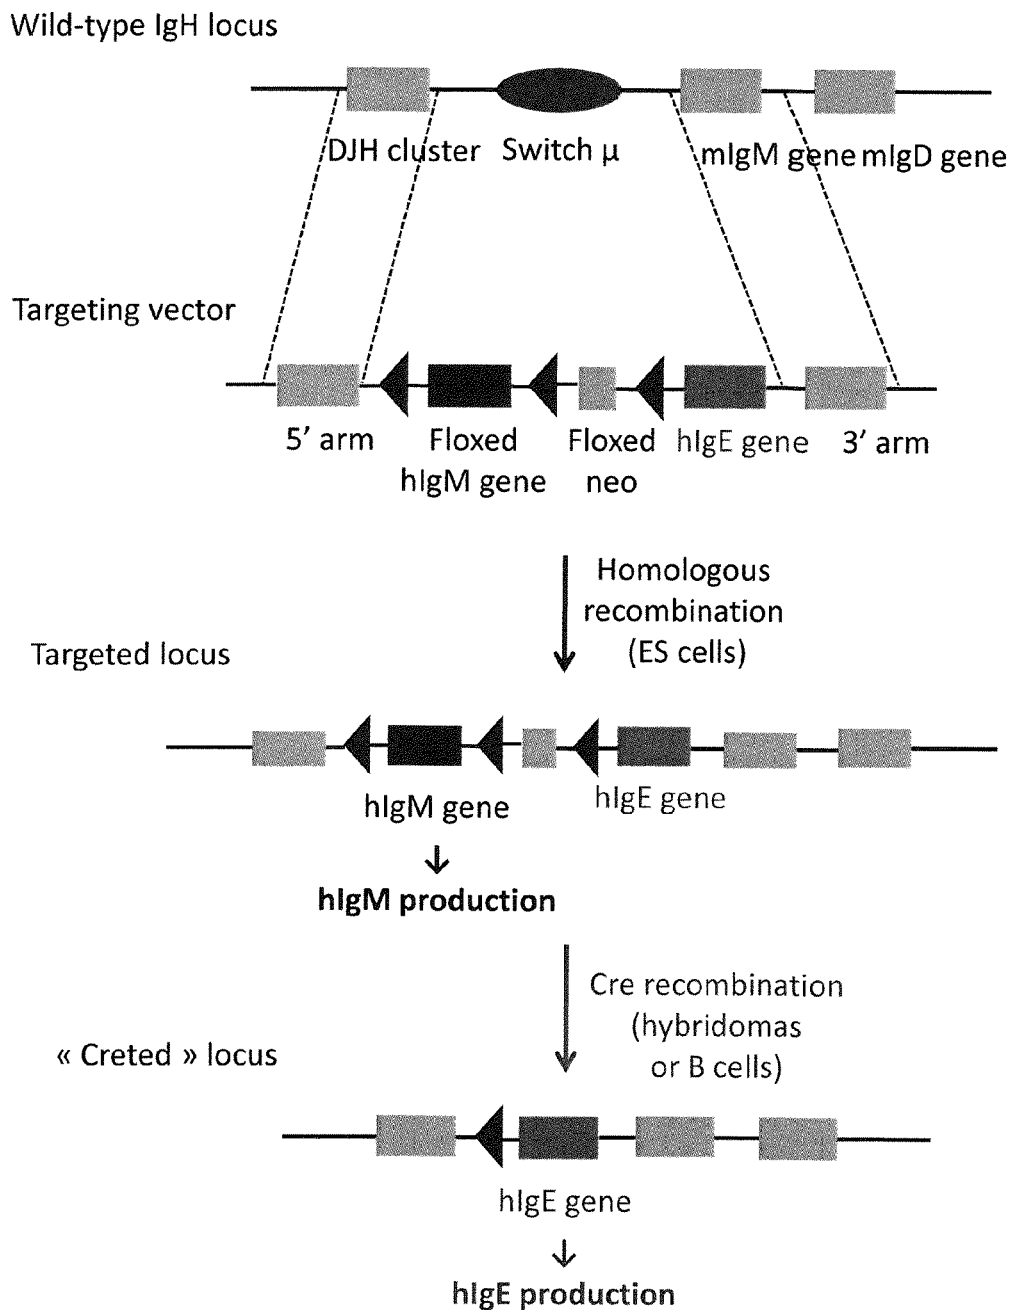 Wild-type IgH locus
DJH cluster
Switch µ
mIgM gene
mIgD gene
Targeting vector
5' arm
Floxed
hIgM gene
Floxed
neo
hIgE gene
3' arm
Homologous
recombination
(ES cells)
Targeted locus
hIgM gene
hIgE gene
hIgM production
Cre recombination
(hybridomas
or B cells)
« Creted » locus
hIgE gene
hIgE production